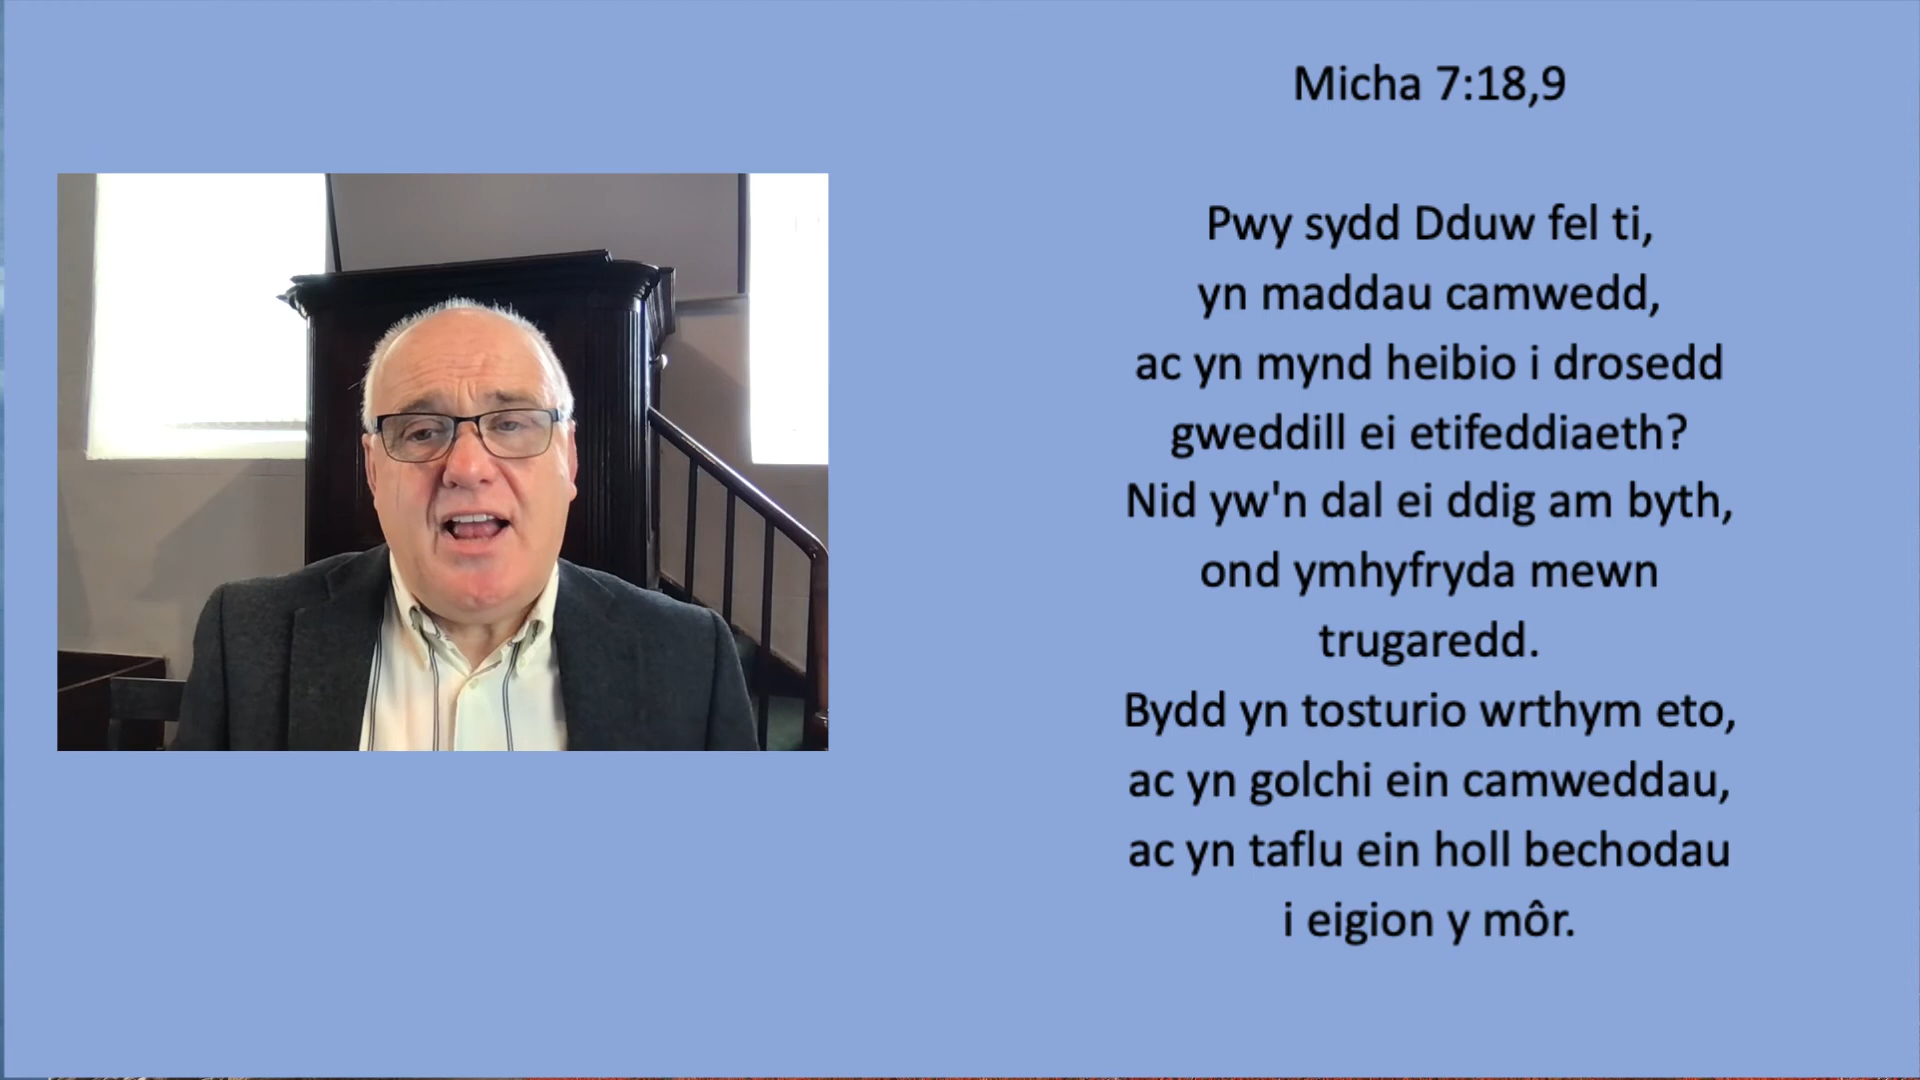 Micha 7:18,9
Pwy sydd Dduw fel ti,
yn maddau camwedd,
ac yn mynd heibio i drosedd
gweddill ei etifeddiaeth?
Nid yw'n dal ei ddig am byth,
ond ymhyfryda mewn
trugaredd.
Bydd yn tosturio wrthym eto,
ac yn golchi ein camweddau,
ac yn taflu ein holl bechodau
i eigion y môr.